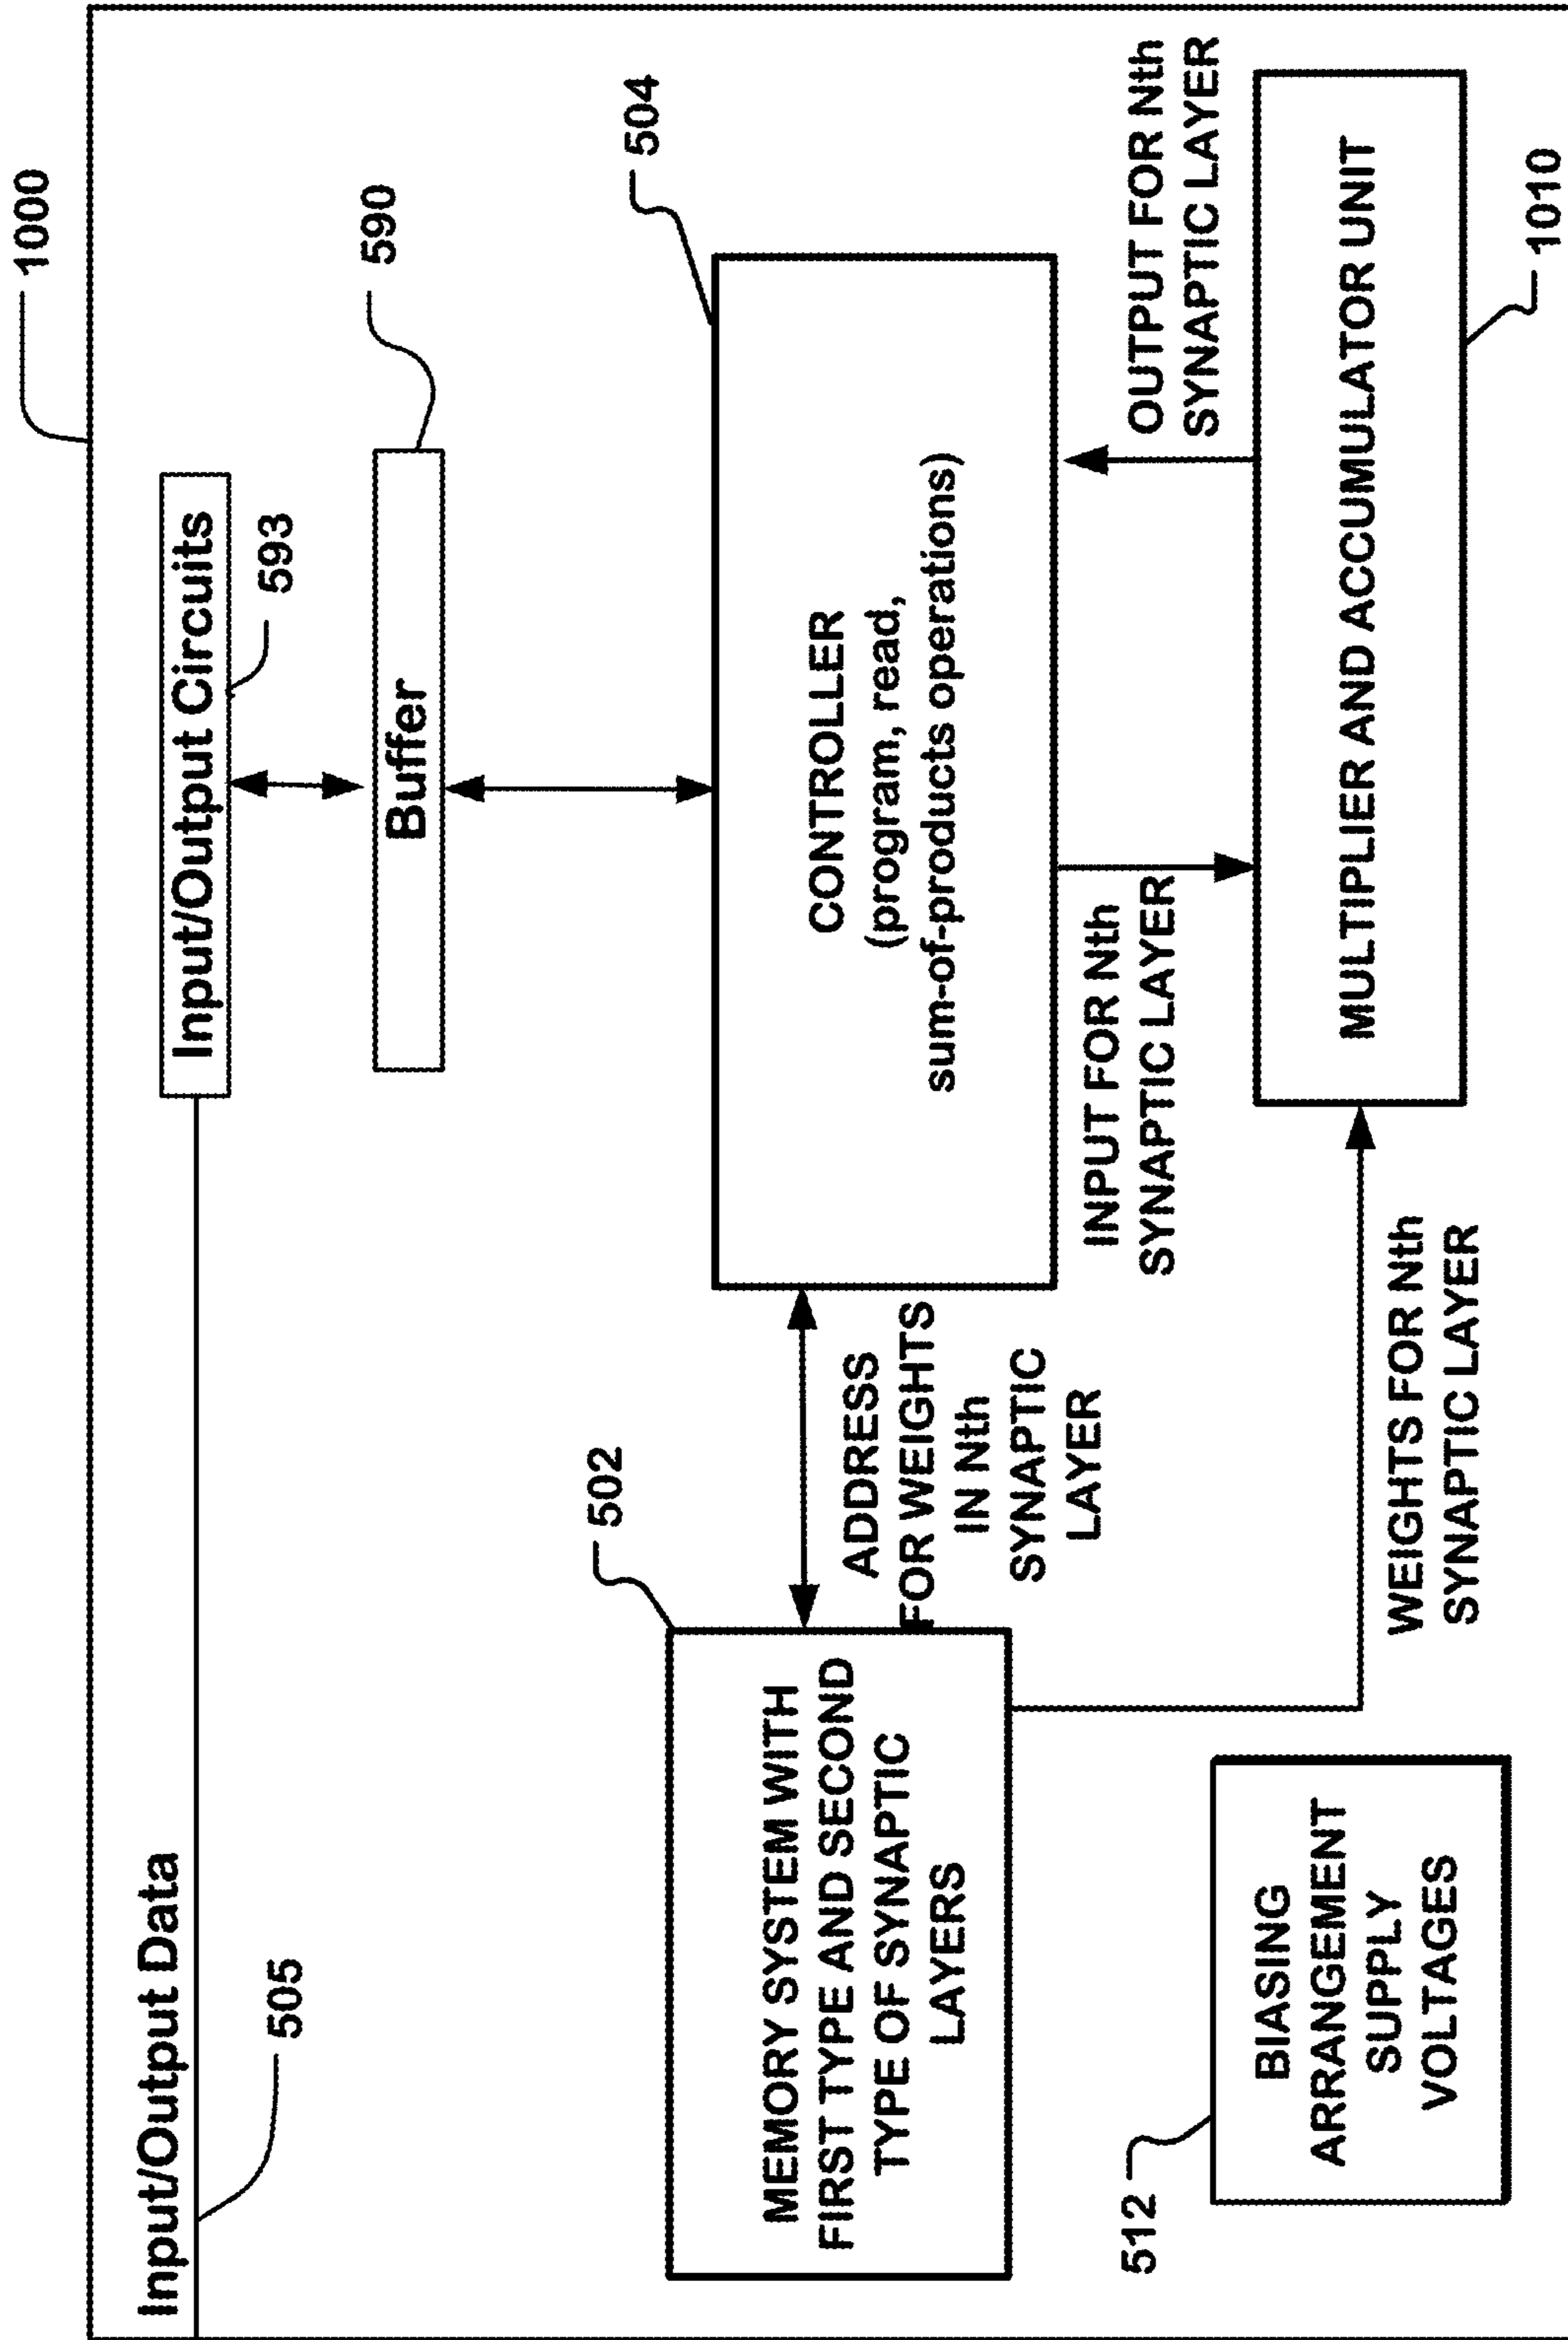 1000
Input/Output Data
505
Input/Output Circuits
593
Buffer
590
502
MEMORY SYSTEM WITH
FIRST TYPE AND SECOND
TYPE OF SYNAPTIC
LAYERS
ADDRESS
FOR WEIGHTS
IN Nth
SYNAPTIC
LAYER
504
CONTROLLER
(program, read,
sum-of-products operations)
INPUT FOR Nth
SYNAPTIC LAYER
OUTPUT FOR Nth
SYNAPTIC LAYER
512
BIASING
ARRANGEMENT
SUPPLY
VOLTAGES
WEIGHTS FOR Nth
SYNAPTIC LAYER
MULTIPLIER AND ACCUMULATOR UNIT
1010